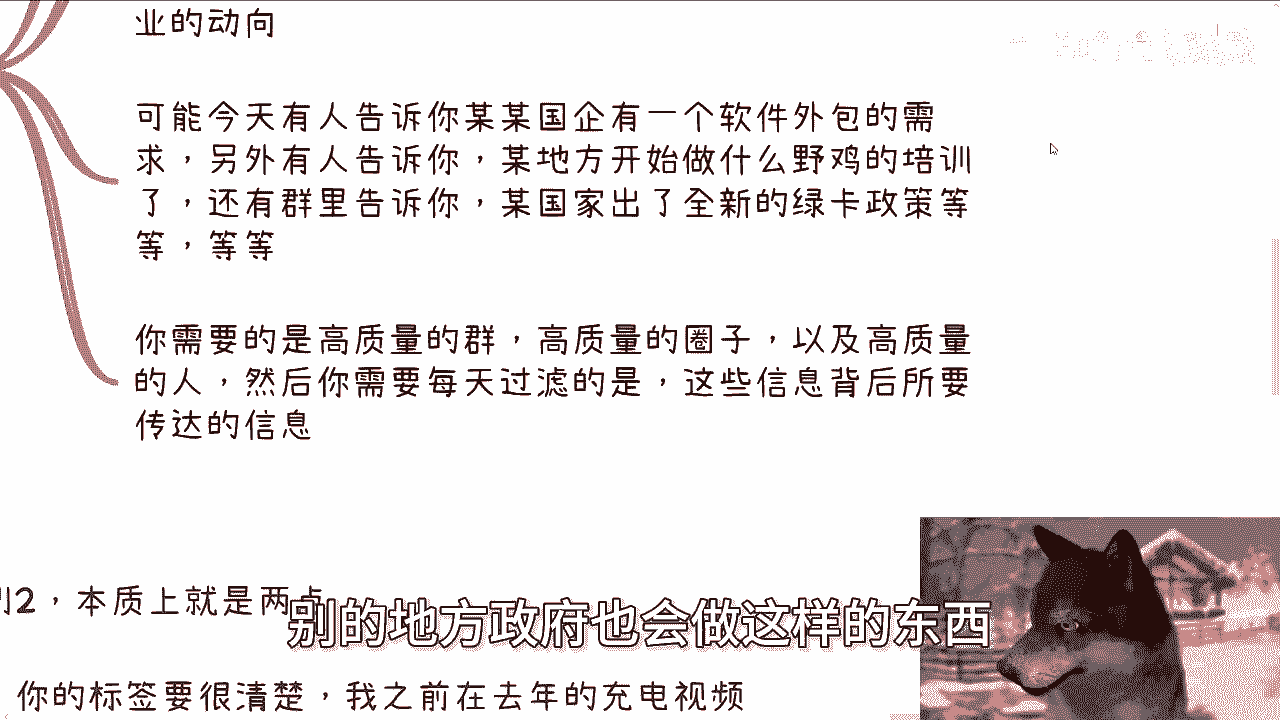 业的动向
可能今天有人告诉你某某国企有一个软件外包的需
求，另外有人告诉你，某地方开始做什么野鸡的培训
了，还有群里告诉你，某国家出了全新的绿卡政策等
等，等等
你需要的是高质量的群，高质量的圈子，以及高质量
的人，然后你需要每天过滤的是，这些信息背后所要
传达的信息
2，本质上就是两点
别的地方政府也会做这样的东西
你的标签要很清楚，我之前在去年的充电视频